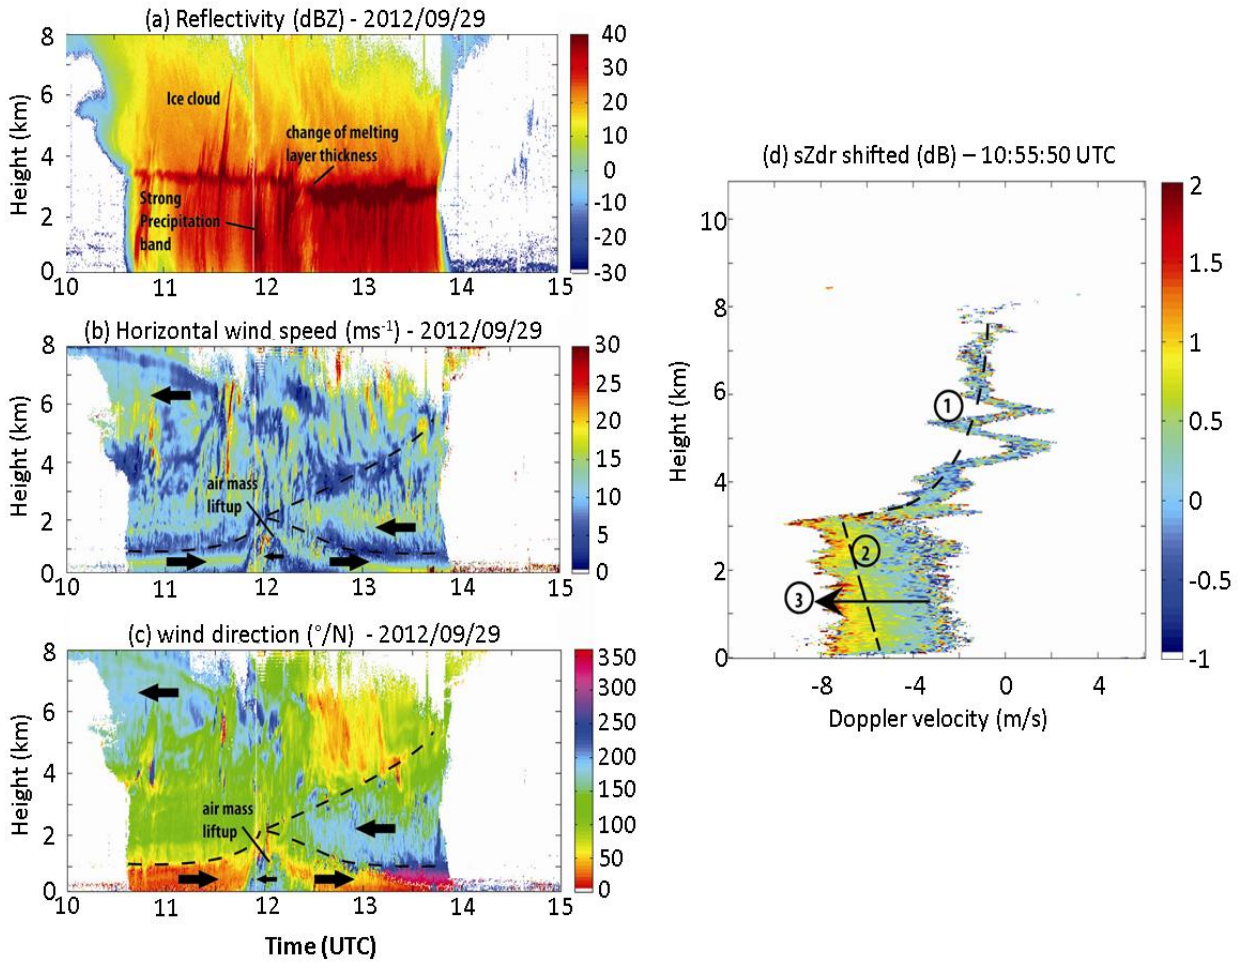 (a) Reflectivity (dBZ) - 2012/09/29
8
6
4
2
0
Height (km)
Ice cloud
change of melting
layer thickness
Strong
Precipitation
band
10 11 12 13 14 15
40
30
20
10
0
-10
-20
-30
(b) Horizontal wind speed (ms-1) - 2012/09/29
8
6
4
2
0
Height (km)
air mass
liftup
10 11 12 13 14 15
30
25
20
15
10
5
0
(c) wind direction (°/N) - 2012/09/29
8
6
4
2
0
Height (km)
air mass
liftup
10 11 12 13 14 15
350
300
250
200
150
100
50
0
Time (UTC)
(d) sZdr shifted (dB) – 10:55:50 UTC
10
8
6
4
2
0
Height (km)
1
2
3
-8 -4 0 4
Doppler velocity (m/s)
2
1.5
1
0.5
0
-0.5
-1